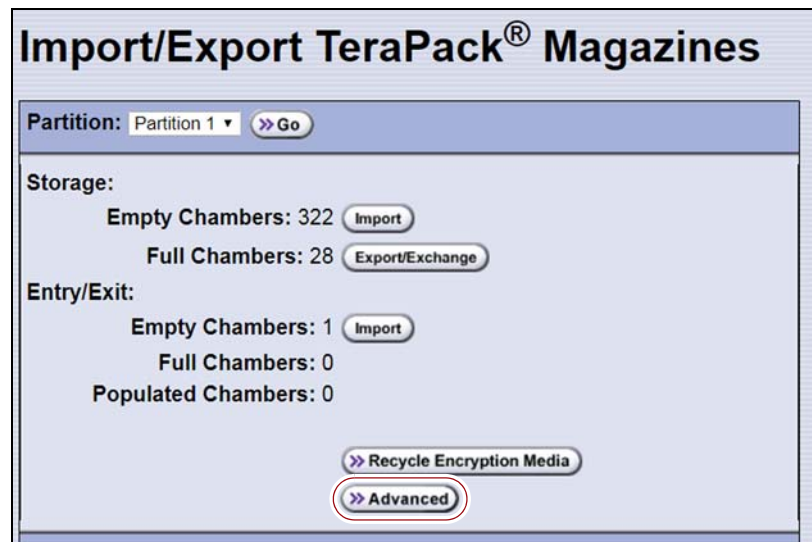 Import/Export TeraPack® Magazines
Partition: Partition 1 ▼ >> Go
Storage:
Empty Chambers: 322 Import
Full Chambers: 28 Export/Exchange
Entry/Exit:
Empty Chambers: 1 Import
Full Chambers: 0
Populated Chambers: 0
>> Recycle Encryption Media
>> Advanced